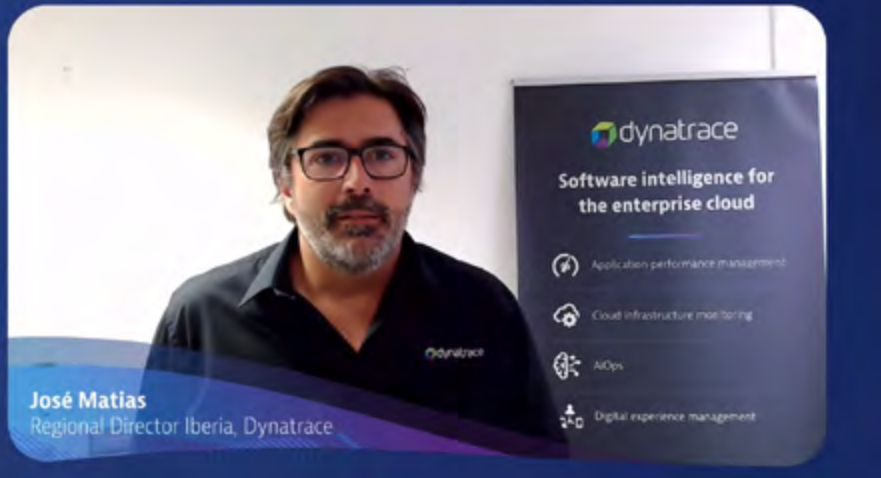 dynatrace
Software intelligence for
the enterprise cloud
Application performance management
Cloud infrastructure monitoring
AiOps
Digital experience management
dynatrace
José Matias
Regional Director Iberia, Dynatrace